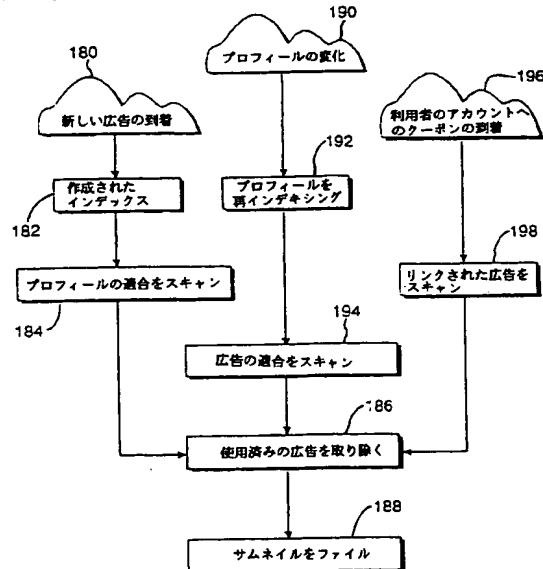 180
新しい広告の到着
190
プロフィールの変化
196
利用者のアカウントへ
のクーポンの到着
作成された
インデックス
182
192
プロフィールを
再インデキシング
プロフィールの適合をスキャン
184
198
リンクされた広告を
スキャン
194
広告の適合をスキャン
186
使用済みの広告を取り除く
188
サムネイルをファイル